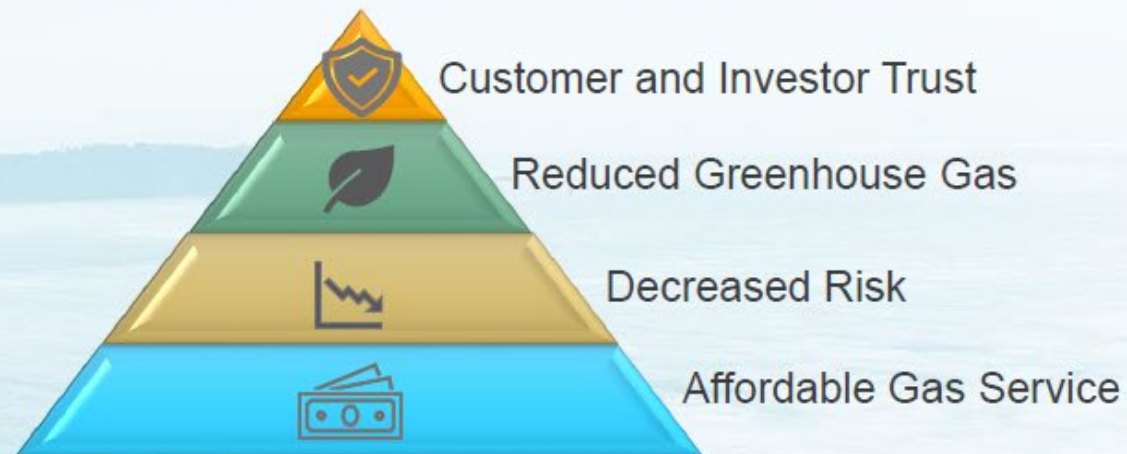 Customer and Investor Trust
Reduced Greenhouse Gas
Decreased Risk
Affordable Gas Service